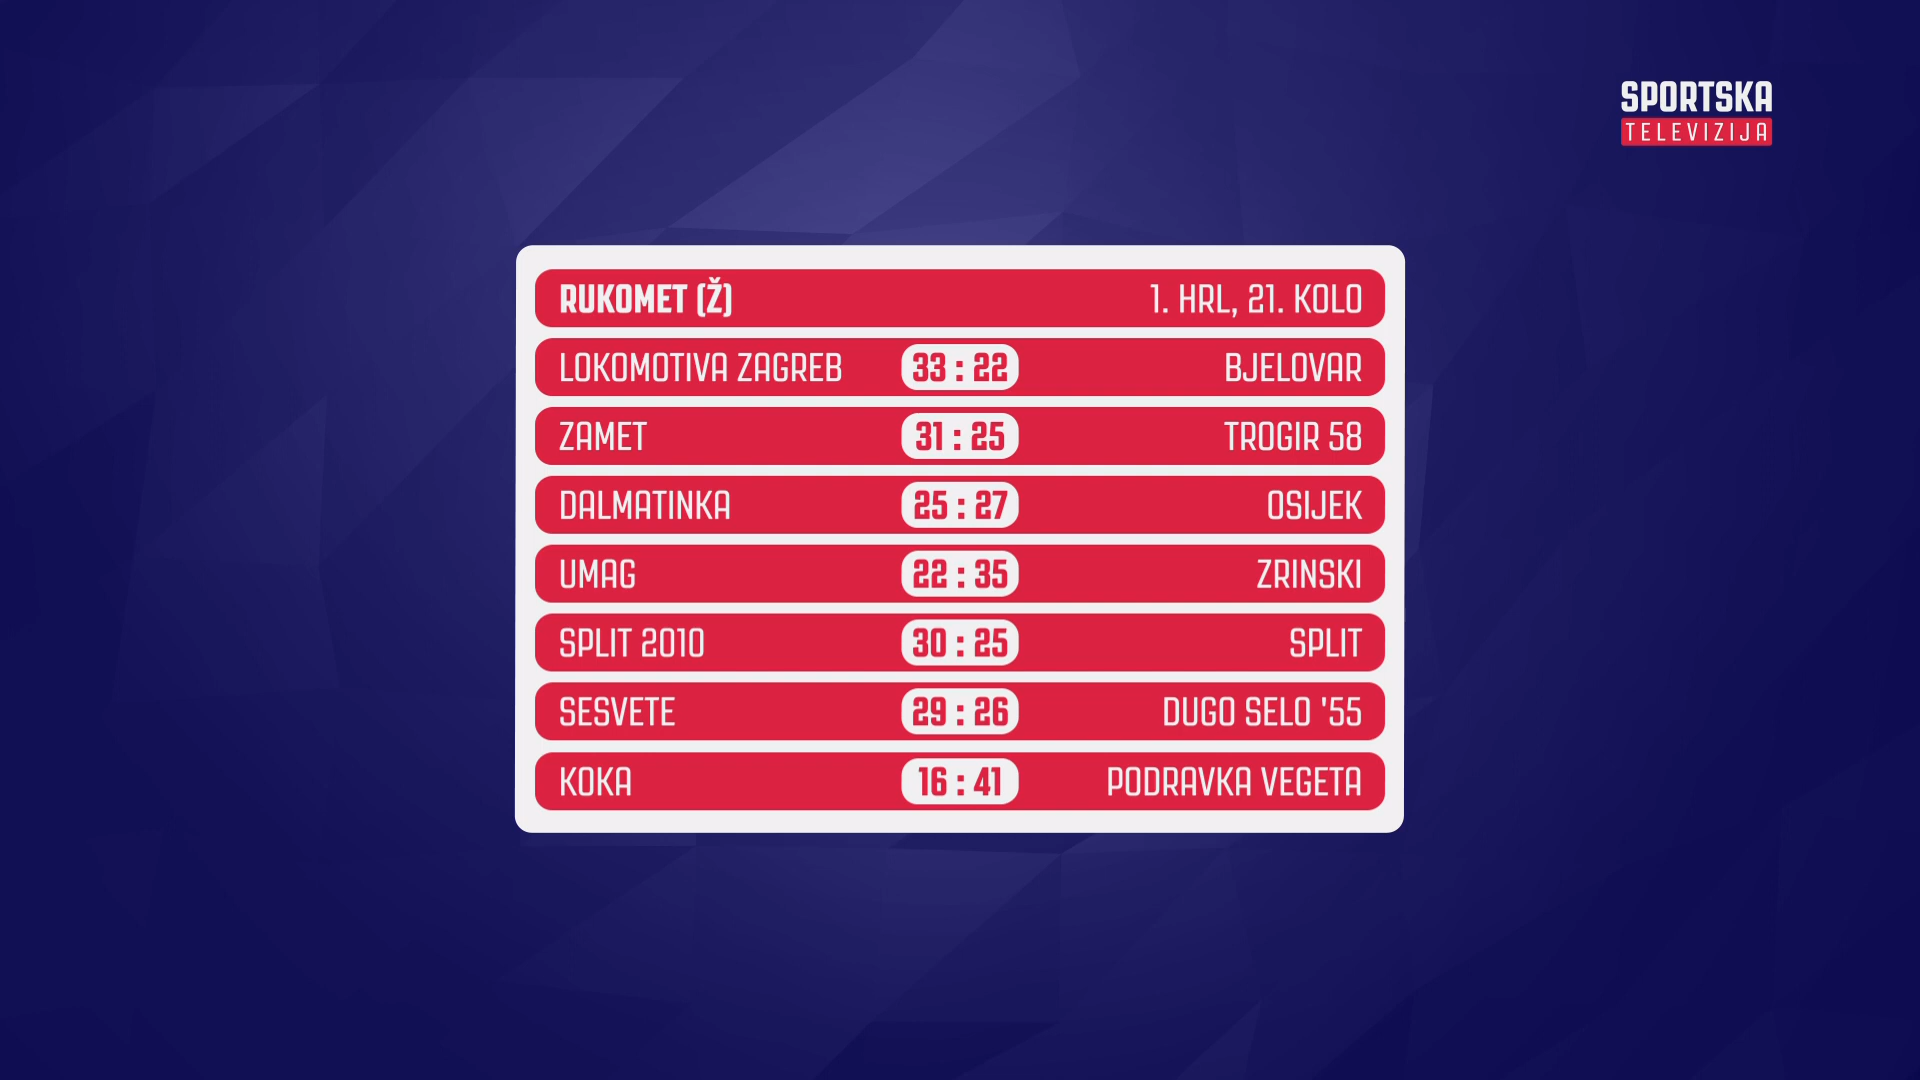 SPORTSKA
TELEVIZIJA
RUKOMET (Ž) 1. HRL, 21. KOLO
LOKOMOTIVA ZAGREB 33 : 22 BJELOVAR
ZAMET 31 : 25 TROGIR 58
DALMATINKA 25 : 27 OSIJEK
UMAG 22 : 35 ZRINSKI
SPLIT 2010 30 : 25 SPLIT
SESVETE 29 : 26 DUGO SELO '55
KOKA 16 : 41 PODRAVKA VEGETA